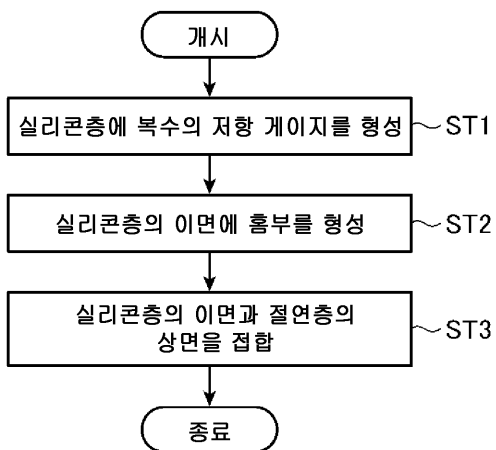 개시
실리콘층에 복수의 저항 게이지를 형성
ST1
실리콘층의 이면에 홈부를 형성
ST2
실리콘층의 이면과 절연층의
상면을 접합
ST3
종료